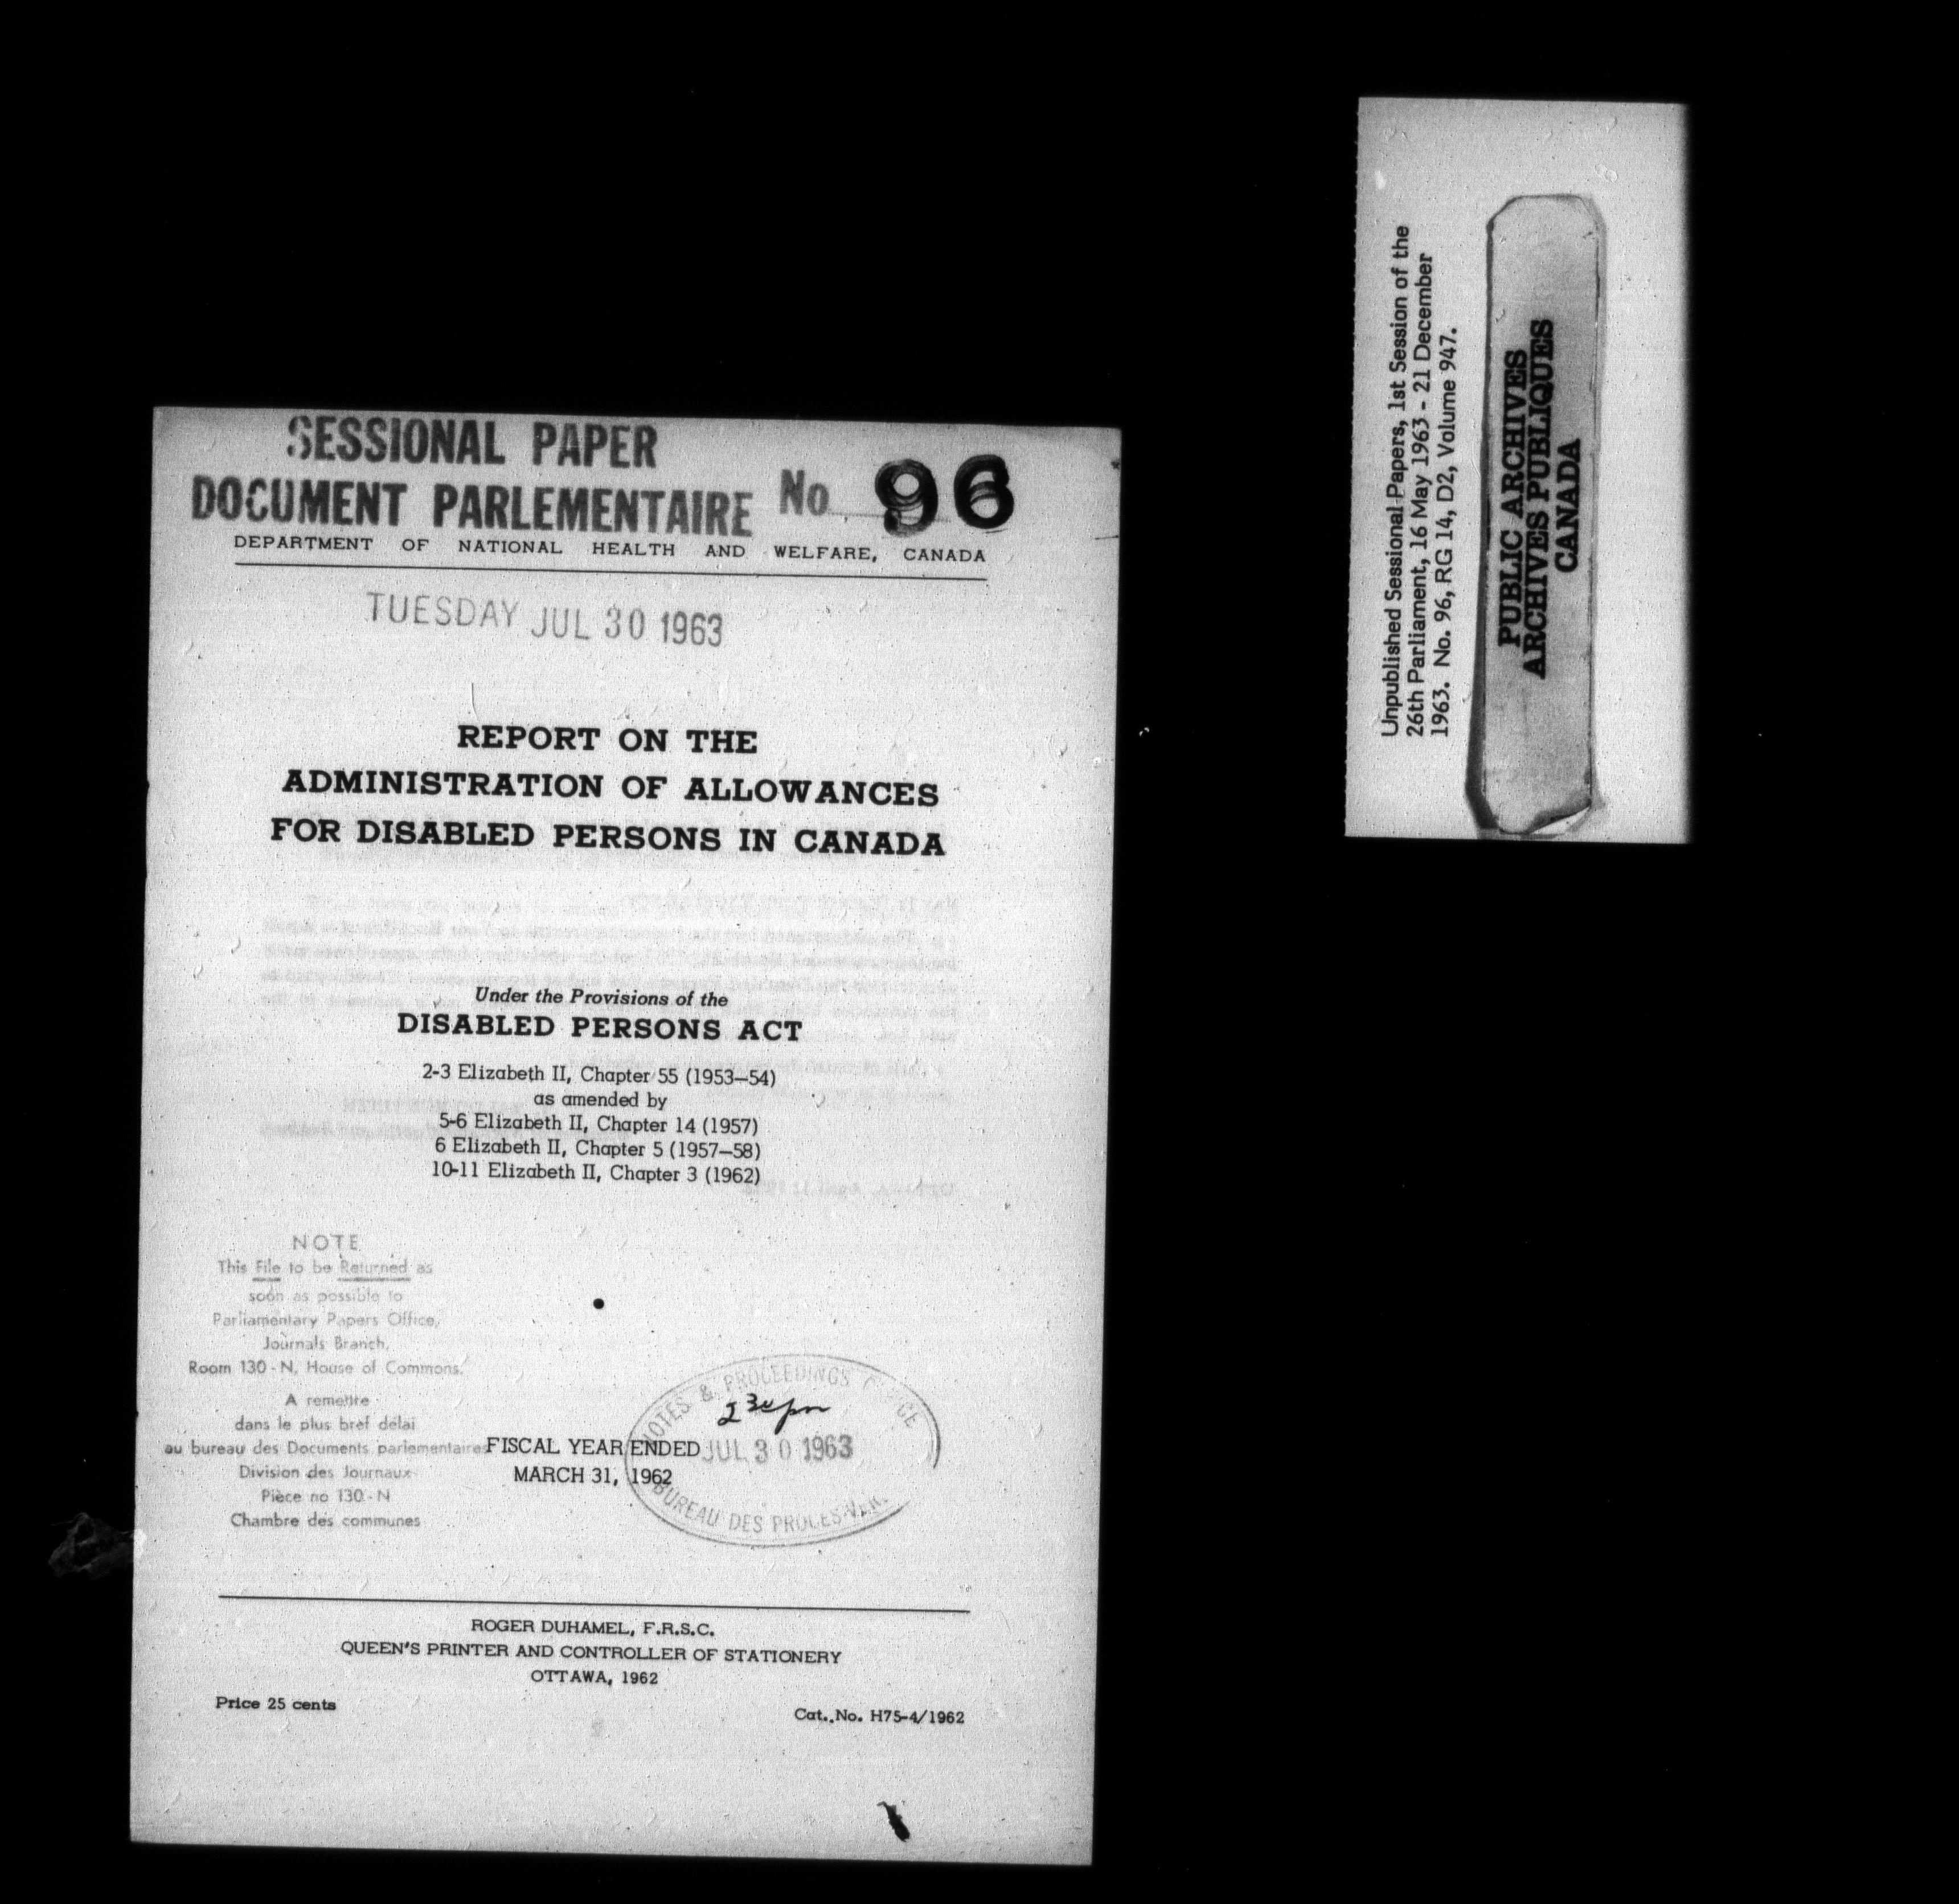 SESSIONAL PAPER
DOCUMENT PARLEMENTAIRE No 96
DEPARTMENT OF NATIONAL HEALTH AND WELFARE, CANADA
TUESDAY JUL 30 1963
REPORT ON THE
ADMINISTRATION OF ALLOWANCES
FOR DISABLED PERSONS IN CANADA
Under the Provisions of the
DISABLED PERSONS ACT
2-3 Elizabeth II, Chapter 55 (1953–54)
as amended by
5-6 Elizabeth II, Chapter 14 (1957)
6 Elizabeth II, Chapter 5 (1957–58)
10-11 Elizabeth II, Chapter 3 (1962)
NOTE
This File to be Returned as
soon as possible to
Parliamentary Papers Office,
Journals Branch,
Room 130-N, House of Commons.
A remettre
dans le plus bref délai
au bureau des Documents parlementaires
Division des Journaux
Pièce no 130-N
Chambre des communes
FISCAL YEAR ENDED
MARCH 31, 1962
NOTES & PROCEEDINGS
2 30 pm
JUL 30 1963
BUREAU DES PROCES-VER
ROGER DUHAMEL, F.R.S.C.
QUEEN'S PRINTER AND CONTROLLER OF STATIONERY
OTTAWA, 1962
Price 25 cents
Cat. No. H75-4/1962
Unpublished Sessional Papers, 1st Session of the
26th Parliament, 16 May 1963 - 21 December
1963. No. 96, RG 14, D2, Volume 947.
PUBLIC ARCHIVES
ARCHIVES PUBLIQUES
CANADA